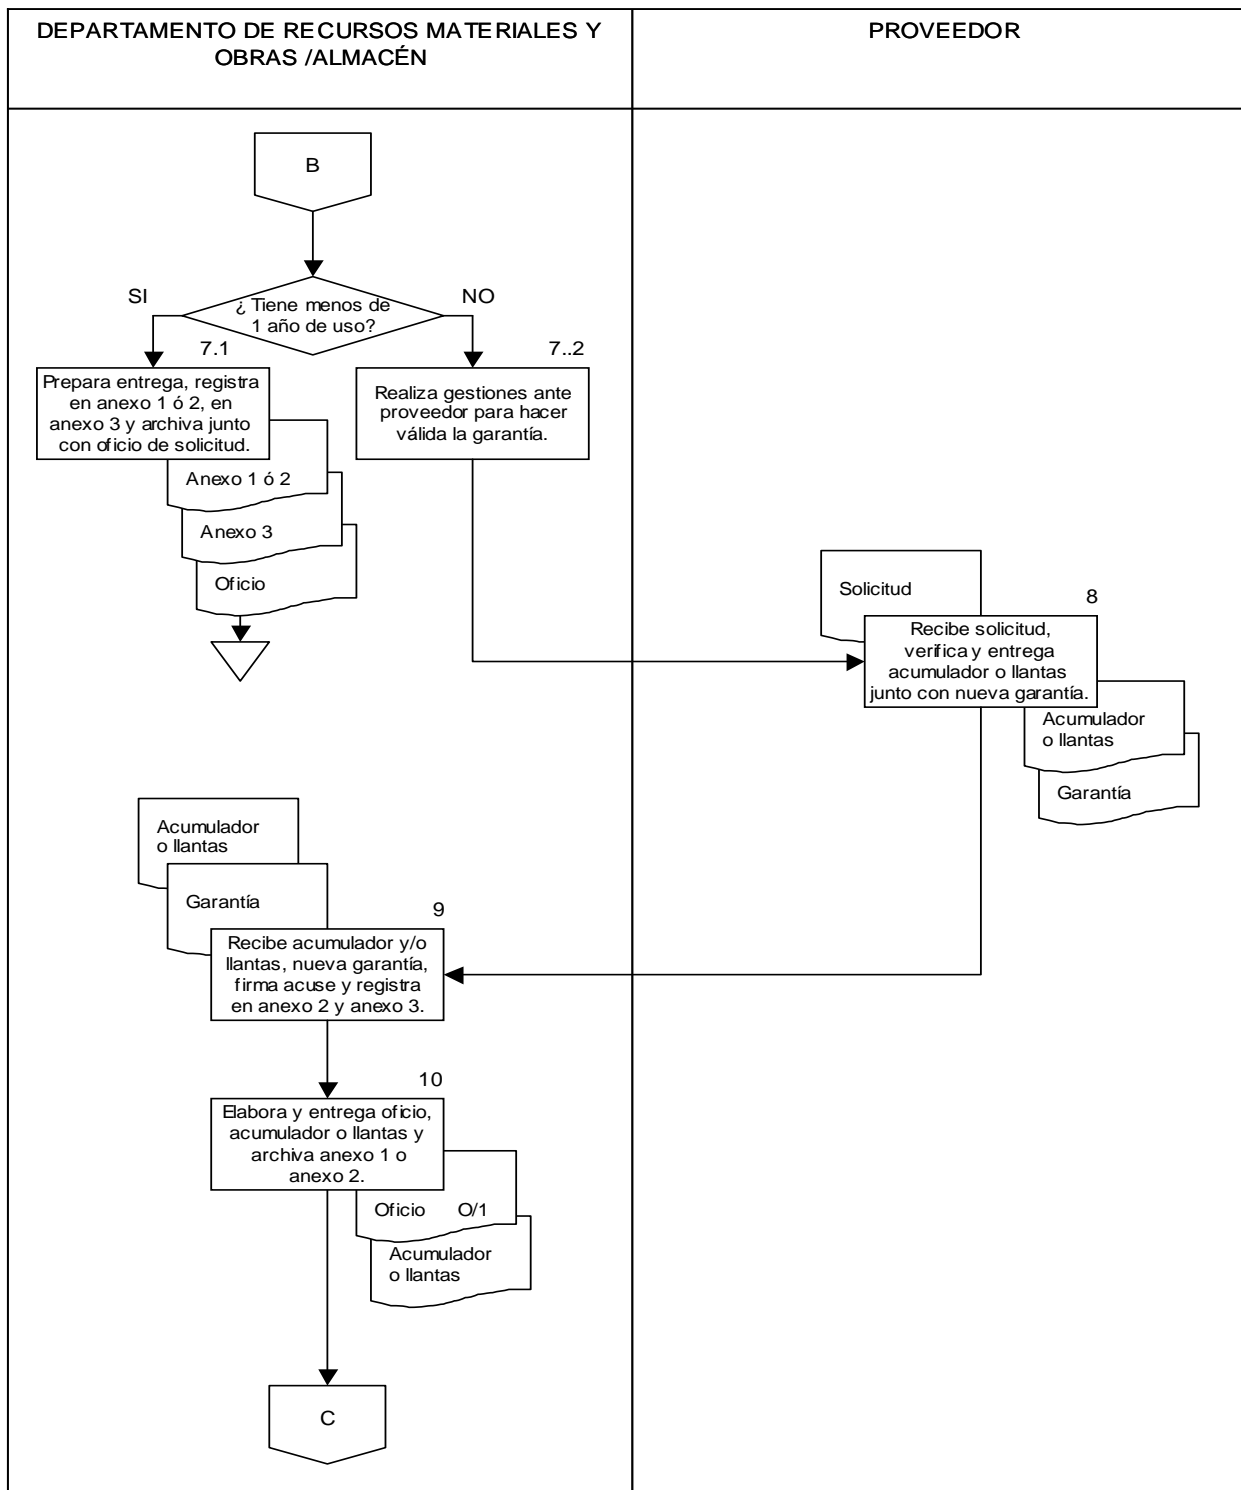 DEPARTAMENTO DE RECURSOS MATERIALES Y
OBRAS /ALMACÉN
PROVEEDOR
B
¿ Tiene menos de
1 año de uso?
SI
NO
7.1
Prepara entrega, registra
en anexo 1 ó 2, en
anexo 3 y archiva junto
con oficio de solicitud.
Anexo 1 ó 2
Anexo 3
Oficio
7..2
Realiza gestiones ante
proveedor para hacer
válida la garantía.
Solicitud
8
Recibe solicitud,
verifica y entrega
acumulador o llantas
junto con nueva garantía.
Acumulador
o llantas
Garantía
Acumulador
o llantas
Garantía
9
Recibe acumulador y/o
llantas, nueva garantía,
firma acuse y registra
en anexo 2 y anexo 3.
10
Elabora y entrega oficio,
acumulador o llantas y
archiva anexo 1 o
anexo 2.
Oficio O/1
Acumulador
o llantas
C